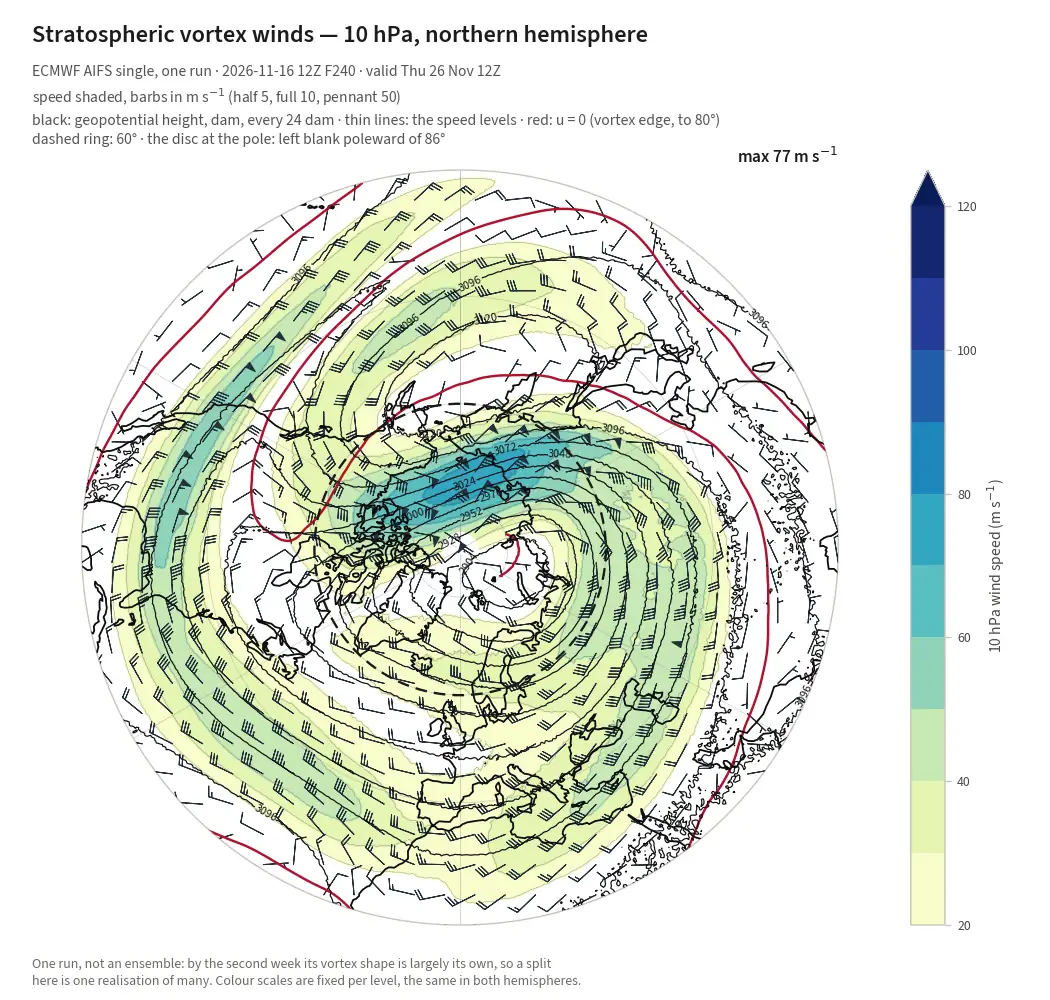 Stratospheric vortex winds — 10 hPa, northern hemisphere
ECMWF AIFS single, one run · 2026-11-16 12Z F240 · valid Thu 26 Nov 12Z
speed shaded, barbs in m s⁻¹ (half 5, full 10, pennant 50)
black: geopotential height, dam, every 24 dam · thin lines: the speed levels · red: u = 0 (vortex edge, to 80°)
dashed ring: 60° · the disc at the pole: left blank poleward of 86°
max 77 m s⁻¹
120
100
80
60
40
20
10 hPa wind speed (m s⁻¹)
3096
3096
3096
3096
3096
3072
3048
3024
2952
3096
3096
One run, not an ensemble: by the second week its vortex shape is largely its own, so a split
here is one realisation of many. Colour scales are fixed per level, the same in both hemispheres.